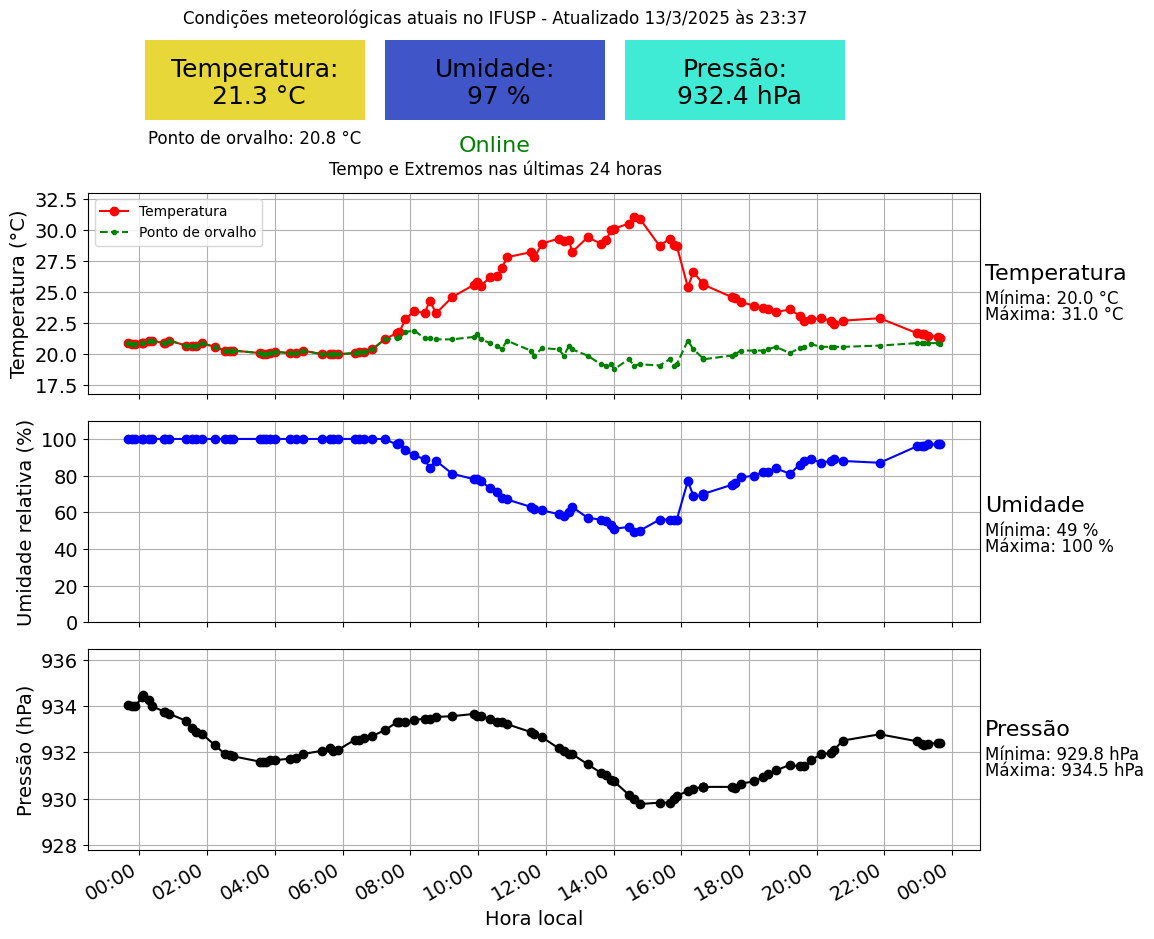 Condições meteorológicas atuais no IFUSP - Atualizado 13/3/2025 às 23:37
Temperatura:
21.3 °C
Umidade:
97 %
Pressão:
932.4 hPa
Ponto de orvalho: 20.8 °C
Online
Tempo e Extremos nas últimas 24 horas
Temperatura (°C)
32.5
30.0
27.5
25.0
22.5
20.0
17.5
Temperatura
Ponto de orvalho
Temperatura
Mínima: 20.0 °C
Máxima: 31.0 °C
Umidade relativa (%)
100
80
60
40
20
0
Umidade
Mínima: 49 %
Máxima: 100 %
Pressão (hPa)
936
934
932
930
928
Pressão
Mínima: 929.8 hPa
Máxima: 934.5 hPa
00:00
02:00
04:00
06:00
08:00
10:00
12:00
14:00
16:00
18:00
20:00
22:00
00:00
Hora local